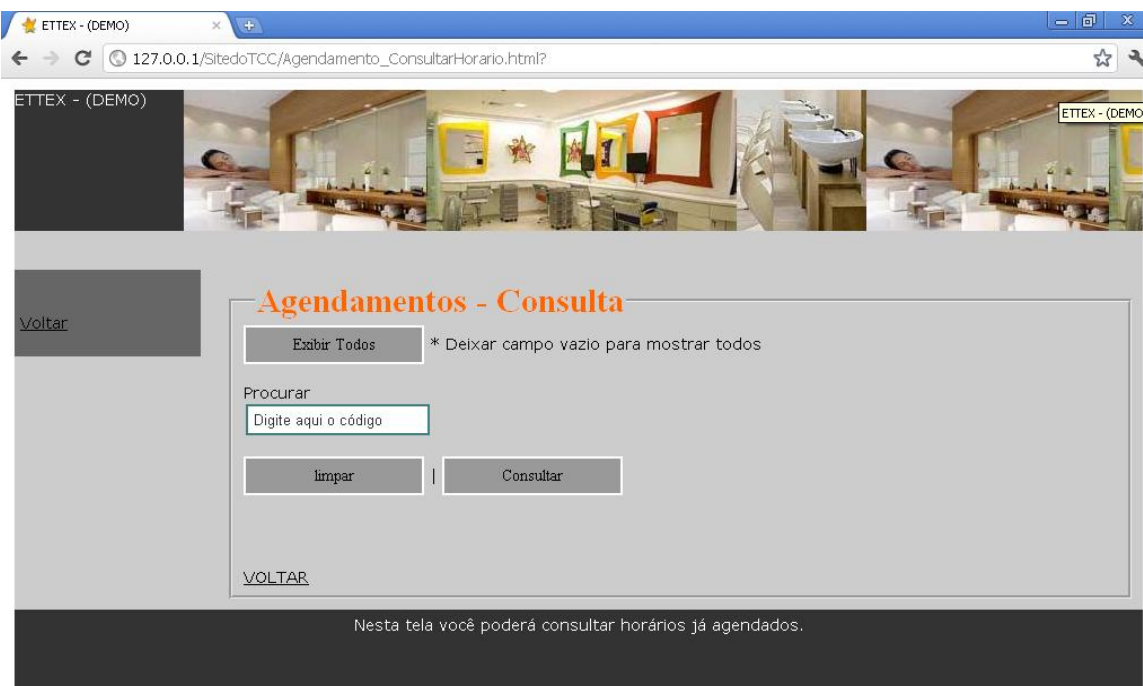 ETTEX - (DEMO)
127.0.0.1/SitedoTCC/Agendamento_ConsultarHorario.html?
ETTEX - (DEMO)
ETTEX - (DEMO
Voltar
Agendamentos - Consulta
Exibir Todos * Deixar campo vazio para mostrar todos
Procurar
Digite aqui o código
limpar | Consultar
VOLTAR
Nesta tela você poderá consultar horários já agendados.